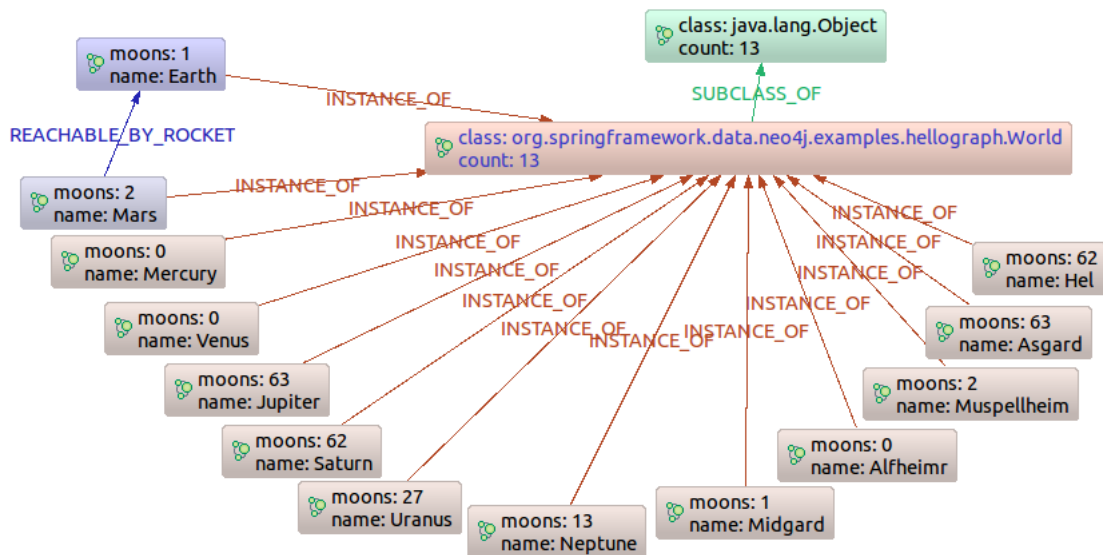 moons: 1
name: Earth
class: java.lang.Object
count: 13
INSTANCE_OF
SUBCLASS_OF
REACHABLE_BY_ROCKET
class: org.springframework.data.neo4j.examples.hellograph.World
count: 13
moons: 2
name: Mars
INSTANCE_OF
INSTANCE_OF
moons: 0
name: Mercury
INSTANCE_OF
INSTANCE_OF
INSTANCE_OF
INSTANCE_OF
moons: 62
name: Hel
INSTANCE_OF
INSTANCE_OF
moons: 0
name: Venus
INSTANCE_OF
INSTANCE_OF
INSTANCE_OF
INSTANCE_OF
moons: 63
name: Asgard
moons: 63
name: Jupiter
moons: 2
name: Muspellheim
moons: 62
name: Saturn
moons: 0
name: Alfheimr
moons: 27
name: Uranus
moons: 13
name: Neptune
moons: 1
name: Midgard